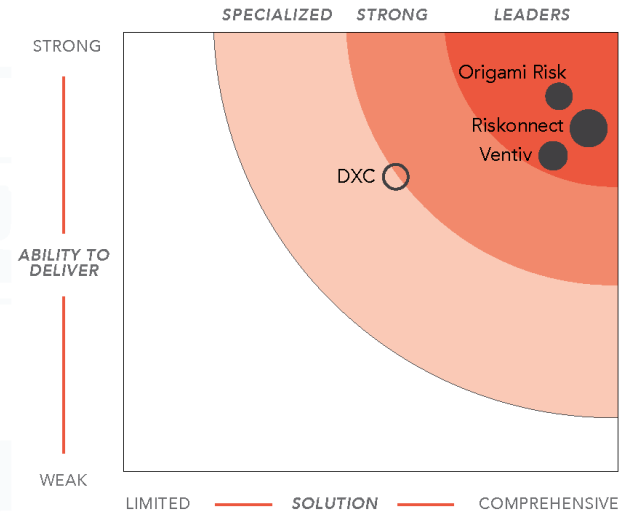 SPECIALIZED STRONG LEADERS
STRONG
Origami Risk
Riskonnect
Ventiv
DXC
ABILITY TO
DELIVER
WEAK
LIMITED SOLUTION COMPREHENSIVE